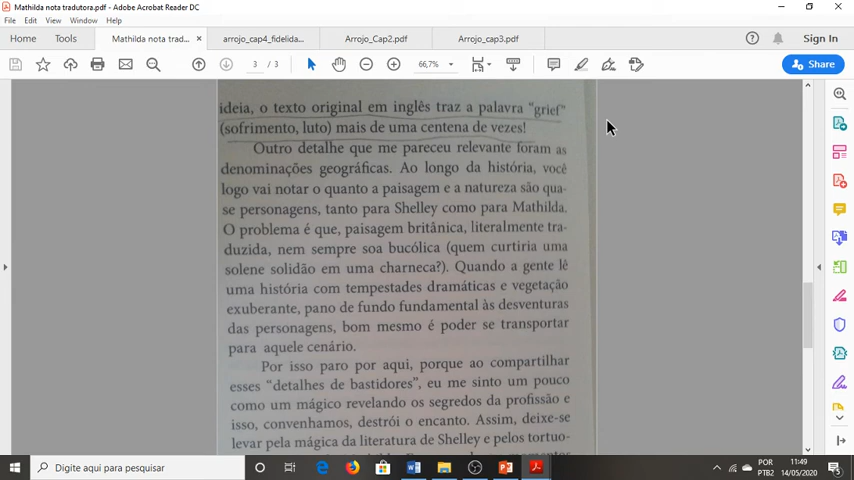 Mathilda nota tradutora.pdf - Adobe Acrobat Reader DC
File Edit View Window Help
Home Tools Mathilda nota trad... × arrojo_cap4_fidelida... Arrojo_Cap2.pdf Arrojo_cap3.pdf Sign In
3 / 3 66,7% Share
ideia, o texto original em inglês traz a palavra "grief"
(sofrimento, luto) mais de uma centena de vezes!
Outro detalhe que me pareceu relevante foram as
denominações geográficas. Ao longo da história, você
logo vai notar o quanto a paisagem e a natureza são qua-
se personagens, tanto para Shelley como para Mathilda.
O problema é que, paisagem britânica, literalmente tra-
duzida, nem sempre soa bucólica (quem curtiria uma
solene solidão em uma charneca?). Quando a gente lê
uma história com tempestades dramáticas e vegetação
exuberante, pano de fundo fundamental às desventuras
das personagens, bom mesmo é poder se transportar
para aquele cenário.
Por isso paro por aqui, porque ao compartilhar
esses "detalhes de bastidores", eu me sinto um pouco
como um mágico revelando os segredos da profissão e
isso, convenhamos, destrói o encanto. Assim, deixe-se
levar pela mágica da literatura de Shelley e pelos tortuo-
Digite aqui para pesquisar
POR 11:49
PTB2 14/05/2020